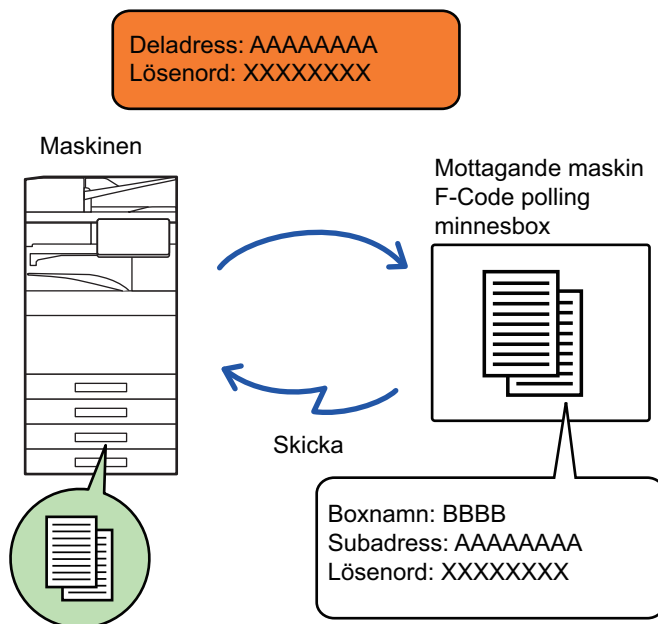 Deladress: AAAAAAAA
Lösenord: XXXXXXXX
Maskinen
Mottagande maskin
F-Code polling
minnesbox
Skicka
Boxnamn: BBBB
Subadress: AAAAAAAA
Lösenord: XXXXXXXX